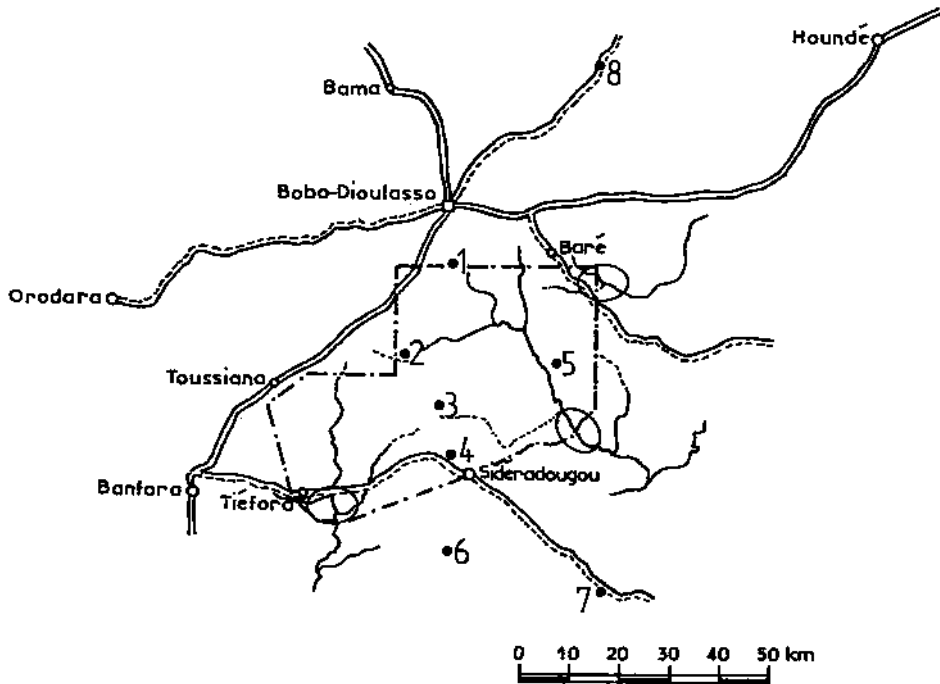 Houndé
8
Bama
Bobo-Dioulasso
Baré
1
Orodara
2
5
Toussiana
3
4
Sideradougou
Banfora
Tiefora
6
7
0 10 20 30 40 50 km